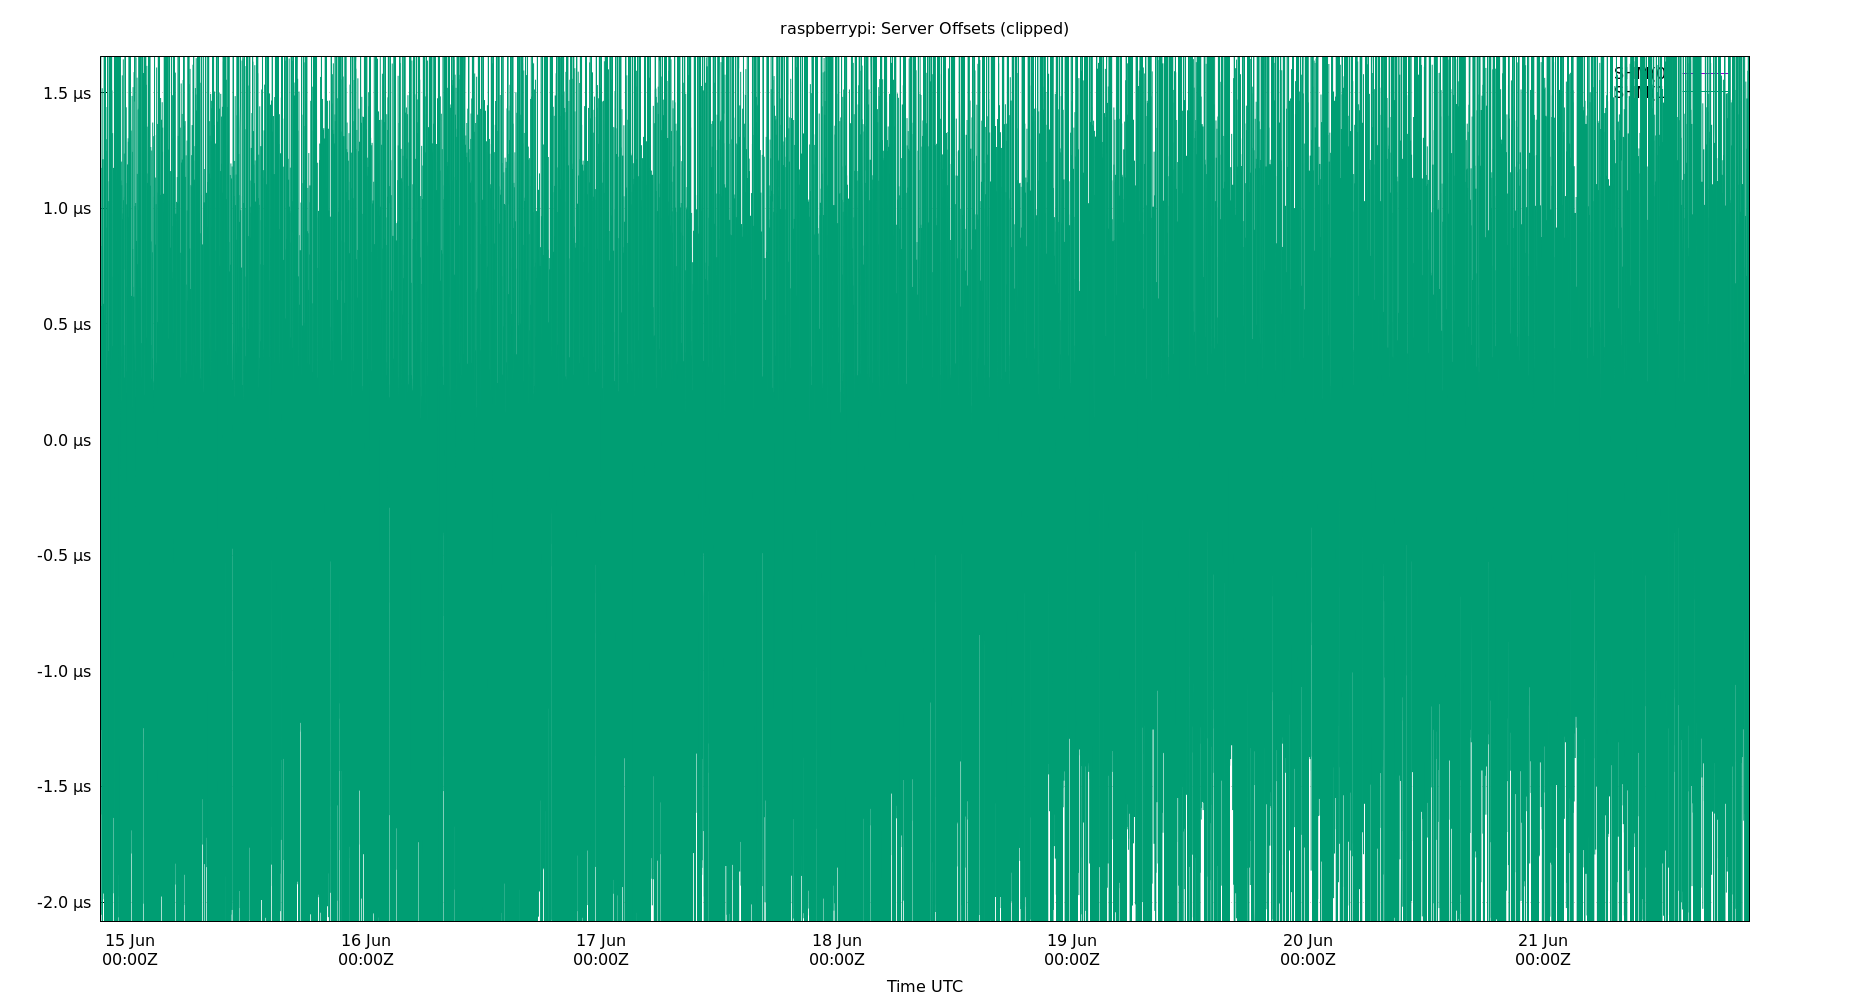 raspberrypi: Server Offsets (clipped)
1.5 µs
1.0 µs
0.5 µs
0.0 µs
-0.5 µs
-1.0 µs
-1.5 µs
-2.0 µs
15 Jun 16 Jun 17 Jun 18 Jun 19 Jun 20 Jun 21 Jun
00:00Z 00:00Z 00:00Z 00:00Z 00:00Z 00:00Z 00:00Z
Time UTC